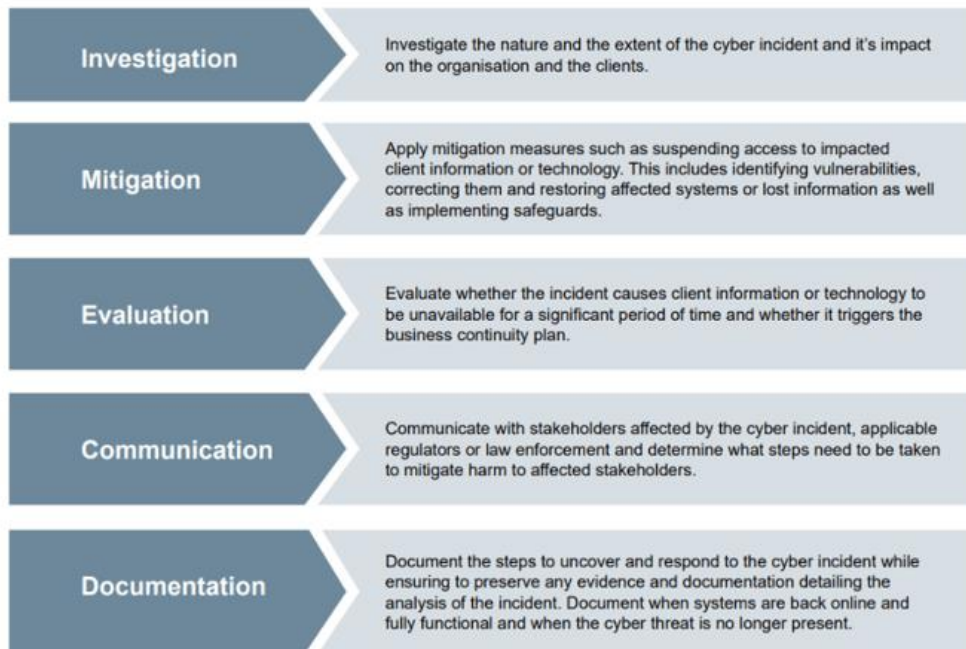 Investigation
Investigate the nature and the extent of the cyber incident and it's impact
on the organisation and the clients.
Mitigation
Apply mitigation measures such as suspending access to impacted
client information or technology. This includes identifying vulnerabilities,
correcting them and restoring affected systems or lost information as well
as implementing safeguards.
Evaluation
Evaluate whether the incident causes client information or technology to
be unavailable for a significant period of time and whether it triggers the
business continuity plan.
Communication
Communicate with stakeholders affected by the cyber incident, applicable
regulators or law enforcement and determine what steps need to be taken
to mitigate harm to affected stakeholders.
Documentation
Document the steps to uncover and respond to the cyber incident while
ensuring to preserve any evidence and documentation detailing the
analysis of the incident. Document when systems are back online and
fully functional and when the cyber threat is no longer present.